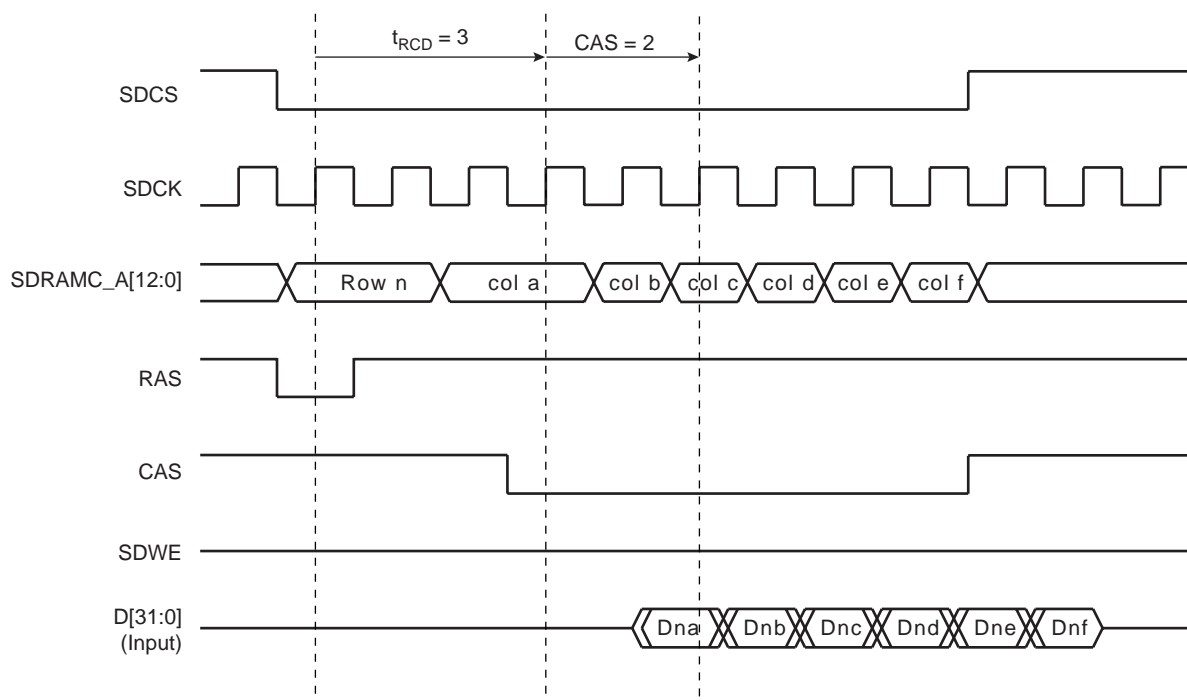 t_RCD = 3 CAS = 2
SDCS
SDCK
SDRAMC_A[12:0] Row n col a col b col c col d col e col f
RAS
CAS
SDWE
D[31:0]
(Input)
Dna Dnb Dnc Dnd Dne Dnf